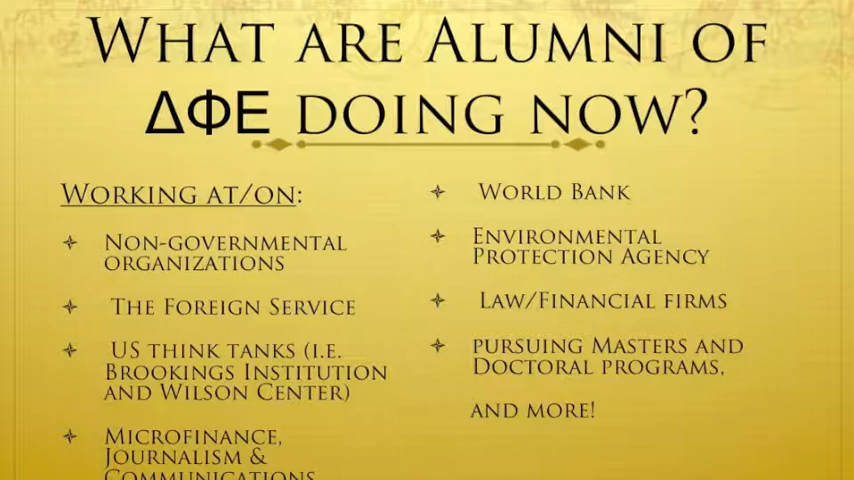 What are Alumni of
ΔΦΕ doing now?
Working at/on:
Non-governmental
organizations
The Foreign Service
US think tanks (i.e.
Brookings Institution
and Wilson Center)
Microfinance,
Journalism &
Communications
World Bank
Environmental
Protection Agency
Law/Financial firms
pursuing Masters and
Doctoral programs,
and more!